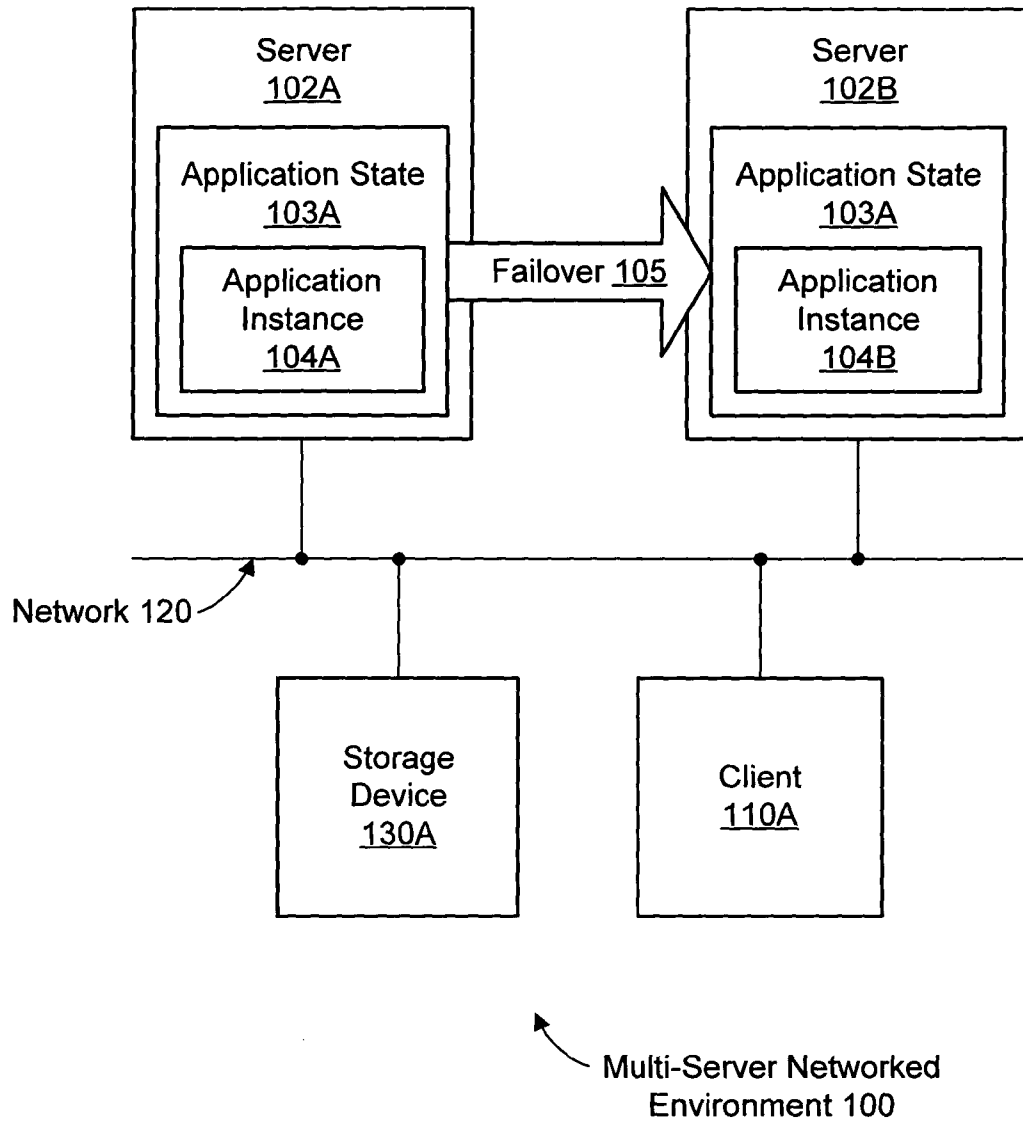 Server
102A
Application State
103A
Application
Instance
104A
Failover 105
Server
102B
Application State
103A
Application
Instance
104B
Network 120
Storage
Device
130A
Client
110A
Multi-Server Networked
Environment 100